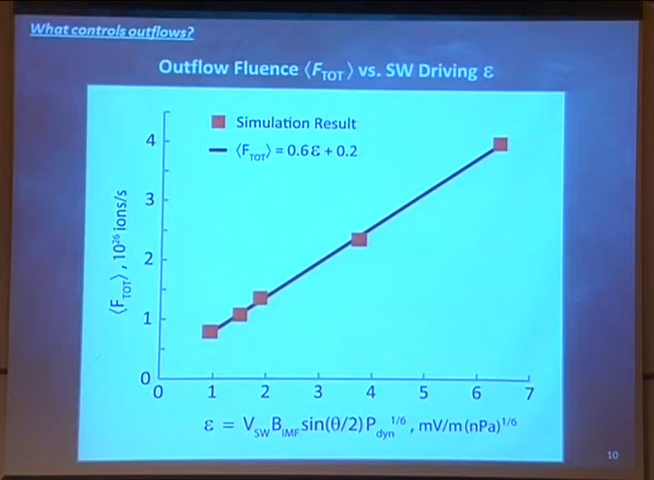 What controls outflows?
Outflow Fluence ⟨F_TOT⟩ vs. SW Driving ε
Simulation Result
⟨F_TOT⟩ = 0.6ε + 0.2
⟨F_TOT⟩, 10^26 ions/s
4
3
2
1
0
0 1 2 3 4 5 6 7
ε = V_SW B_IMF sin(θ/2) P_dyn^1/6, mV/m (nPa)^1/6
10